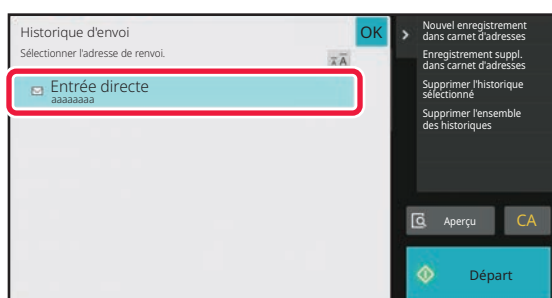 Historique d'envoi
OK
Sélectionner l'adresse de renvoi.
Entrée directe
aaaaaaaa
Nouvel enregistrement
dans carnet d'adresses
Enregistrement suppl.
dans carnet d'adresses
Supprimer l'historique
sélectionné
Supprimer l'ensemble
des historiques
Aperçu
CA
Départ